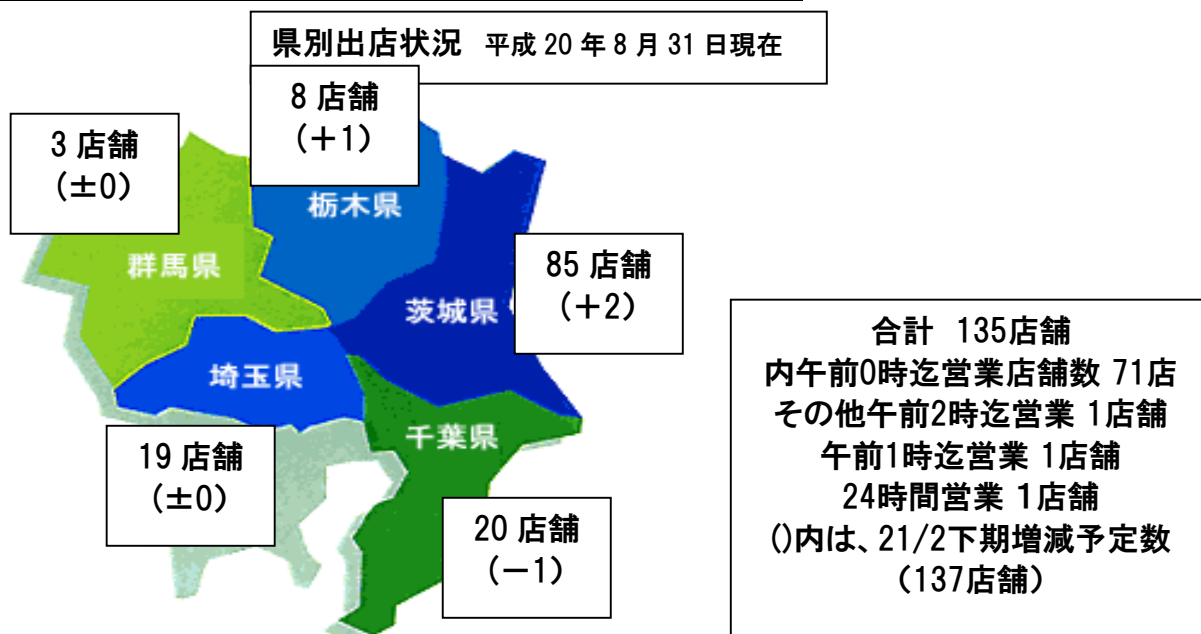 県別出店状況 平成 20 年 8 月 31 日現在
8 店舗
(+1)
3 店舗
(±0)
栃木県
群馬県
85 店舗
(+2)
茨城県
埼玉県
千葉県
19 店舗
(±0)
20 店舗
(-1)
合計 135店舗
内午前0時迄営業店舗数 71店
その他午前2時迄営業 1店舗
午前1時迄営業 1店舗
24時間営業 1店舗
()内は、21/2下期増減予定数
(137店舗)